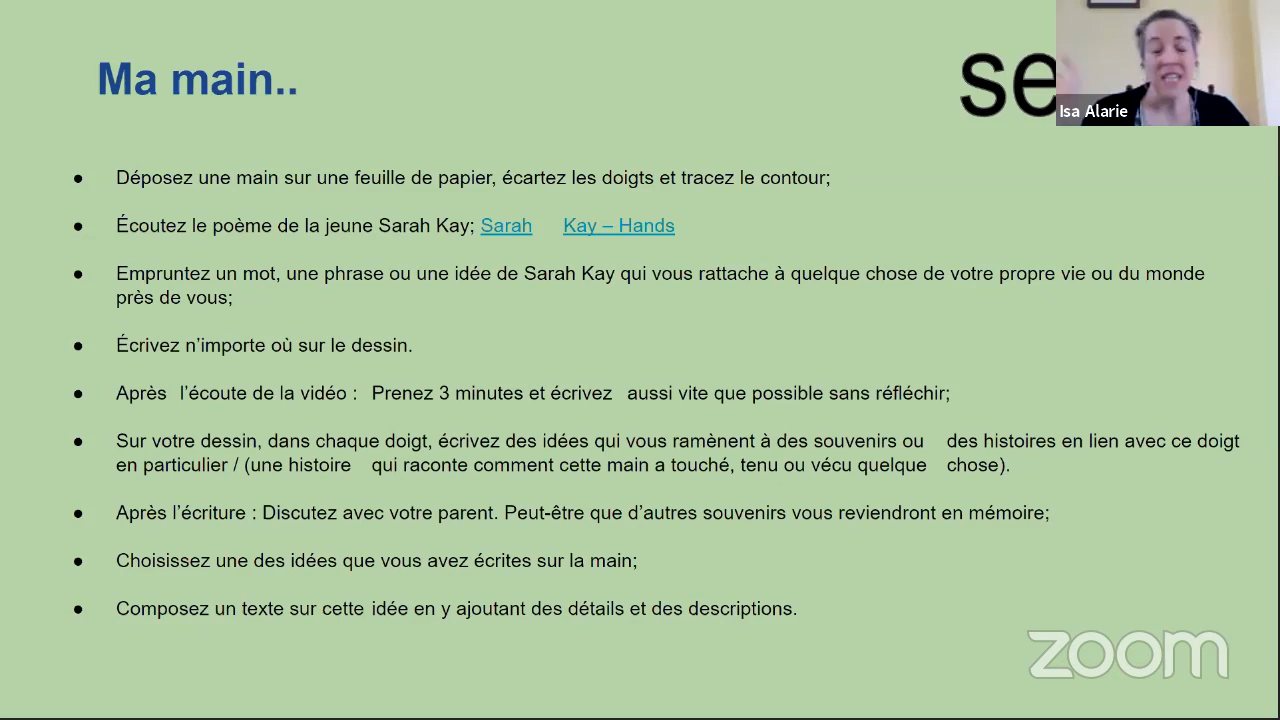 Ma main..
se
Isa Alarie
● Déposez une main sur une feuille de papier, écartez les doigts et tracez le contour;
● Écoutez le poème de la jeune Sarah Kay; Sarah Kay – Hands
● Empruntez un mot, une phrase ou une idée de Sarah Kay qui vous rattache à quelque chose de votre propre vie ou du monde
près de vous;
● Écrivez n’importe où sur le dessin.
● Après l’écoute de la vidéo : Prenez 3 minutes et écrivez aussi vite que possible sans réfléchir;
● Sur votre dessin, dans chaque doigt, écrivez des idées qui vous ramènent à des souvenirs ou des histoires en lien avec ce doigt
en particulier / (une histoire qui raconte comment cette main a touché, tenu ou vécu quelque chose).
● Après l’écriture : Discutez avec votre parent. Peut-être que d’autres souvenirs vous reviendront en mémoire;
● Choisissez une des idées que vous avez écrites sur la main;
● Composez un texte sur cette idée en y ajoutant des détails et des descriptions.
zoom